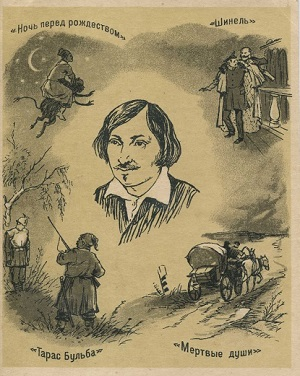 «Ночь перед рождеством»
«Шинель»
«Тарас Бульба»
«Мертвые души»